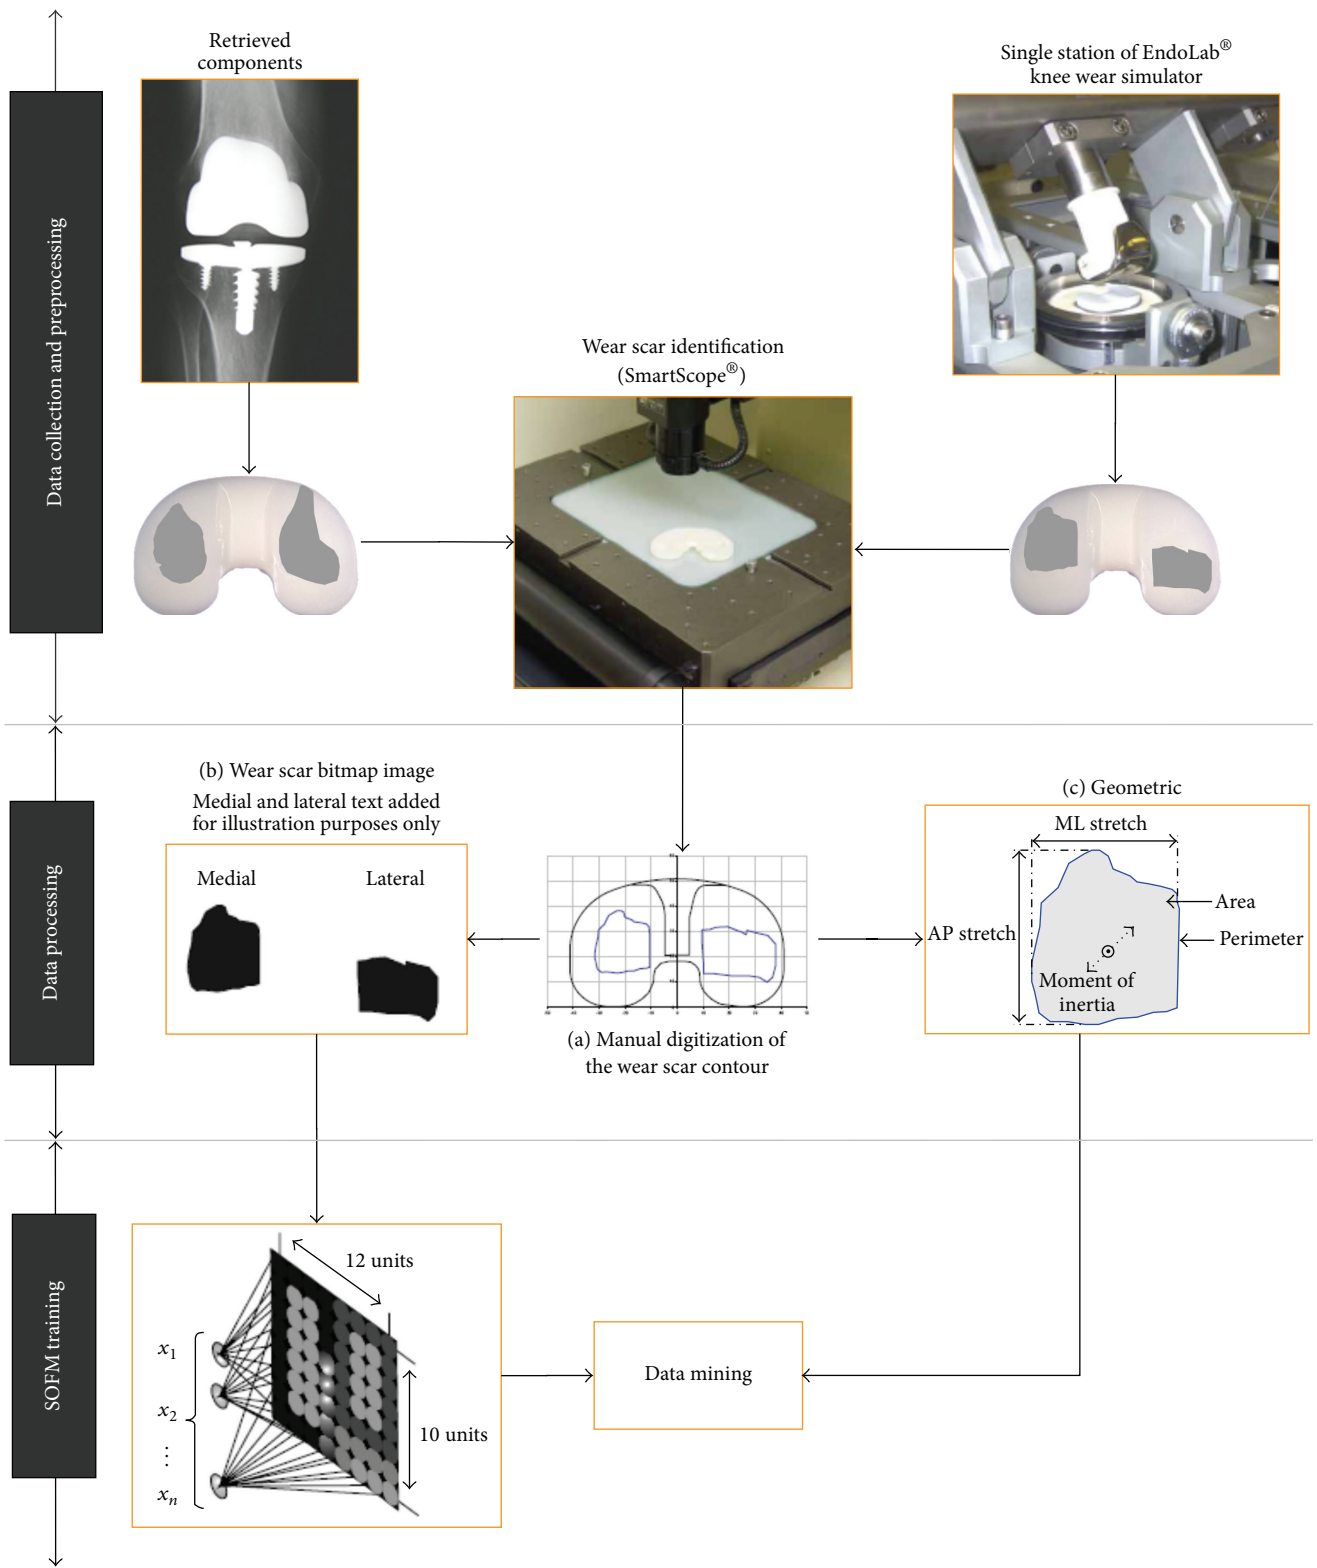 Retrieved
components
Single station of EndoLab®
knee wear simulator
Data collection and preprocessing
Wear scar identification
(SmartScope®)
(b) Wear scar bitmap image
Medial and lateral text added
for illustration purposes only
Medial
Lateral
(a) Manual digitization of
the wear scar contour
(c) Geometric
ML stretch
AP stretch
Area
Perimeter
Moment of
inertia
Data processing
SOFM training
12 units
10 units
x1
x2
⋮
xn
Data mining